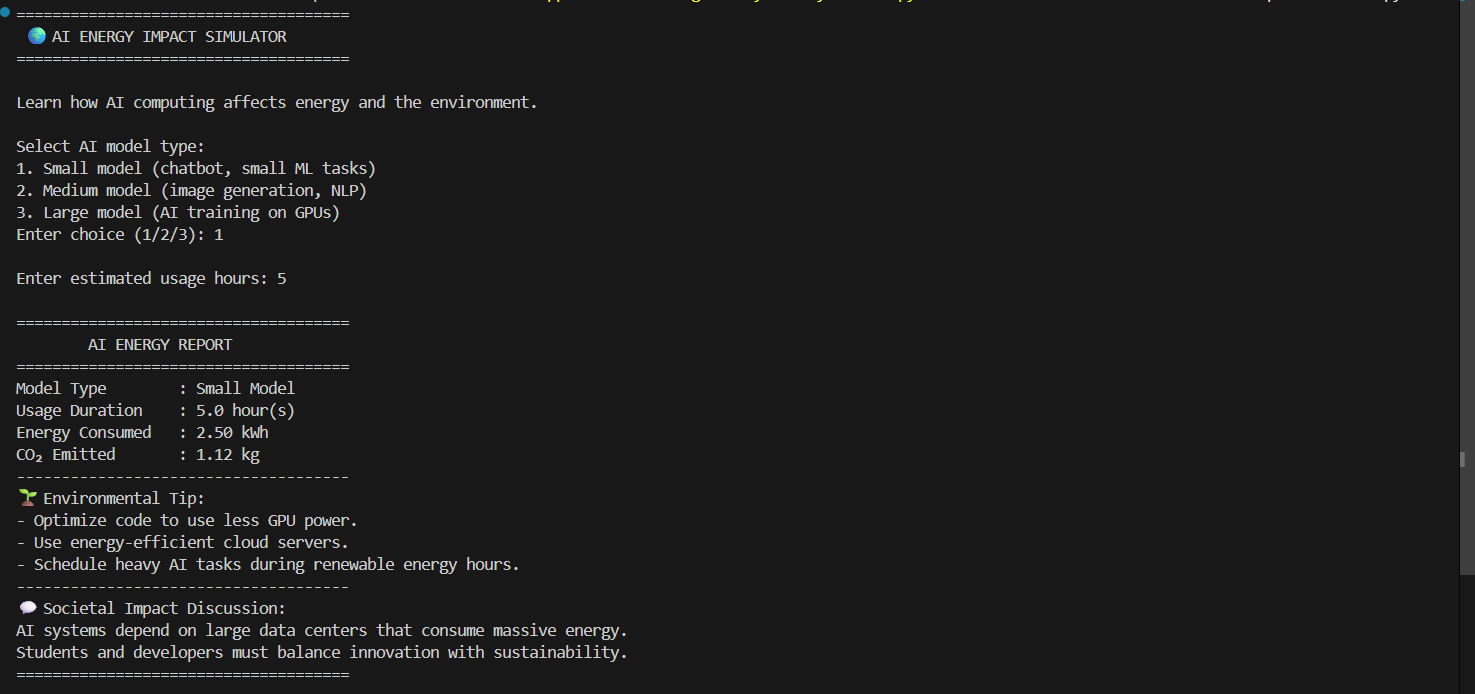 =====================================
🌍 AI ENERGY IMPACT SIMULATOR
=====================================
Learn how AI computing affects energy and the environment.
Select AI model type:
1. Small model (chatbot, small ML tasks)
2. Medium model (image generation, NLP)
3. Large model (AI training on GPUs)
Enter choice (1/2/3): 1
Enter estimated usage hours: 5
=====================================
AI ENERGY REPORT
=====================================
Model Type : Small Model
Usage Duration : 5.0 hour(s)
Energy Consumed : 2.50 kWh
CO₂ Emitted : 1.12 kg
-------------------------------------
🌱 Environmental Tip:
- Optimize code to use less GPU power.
- Use energy-efficient cloud servers.
- Schedule heavy AI tasks during renewable energy hours.
-------------------------------------
💬 Societal Impact Discussion:
AI systems depend on large data centers that consume massive energy.
Students and developers must balance innovation with sustainability.
=====================================